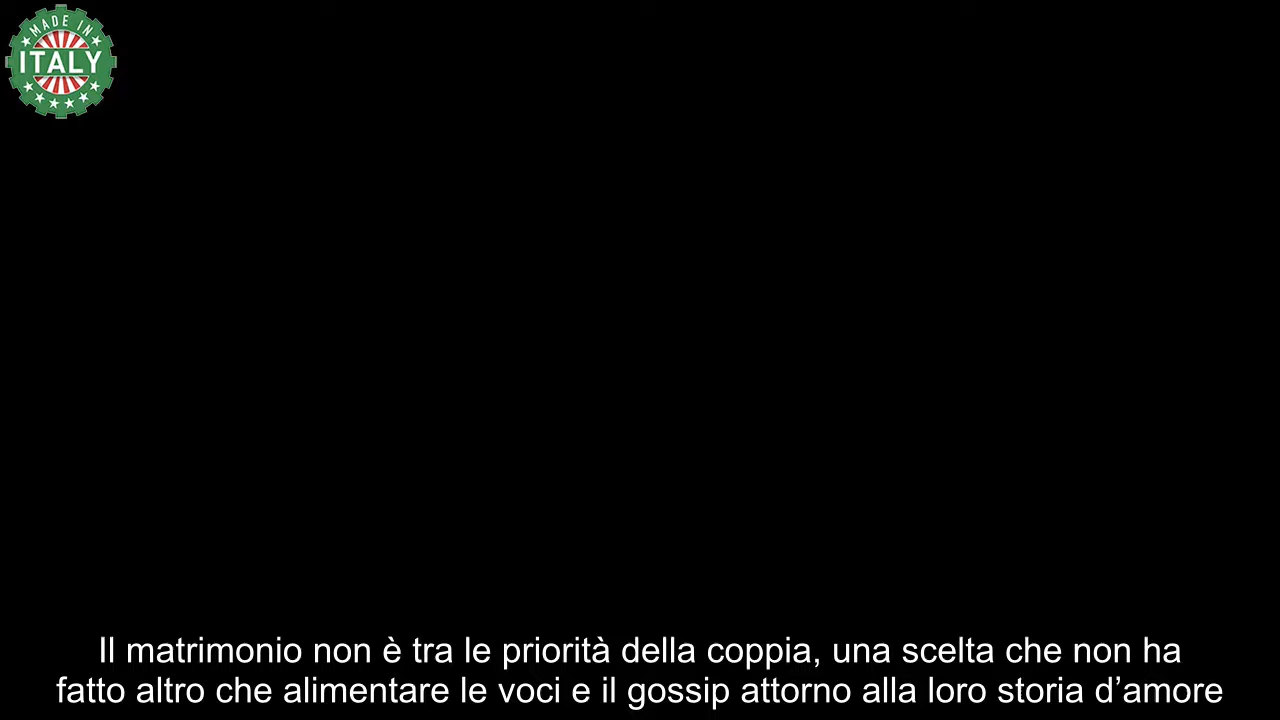 MADE IN
ITALY
Il matrimonio non è tra le priorità della coppia, una scelta che non ha
fatto altro che alimentare le voci e il gossip attorno alla loro storia d’amore